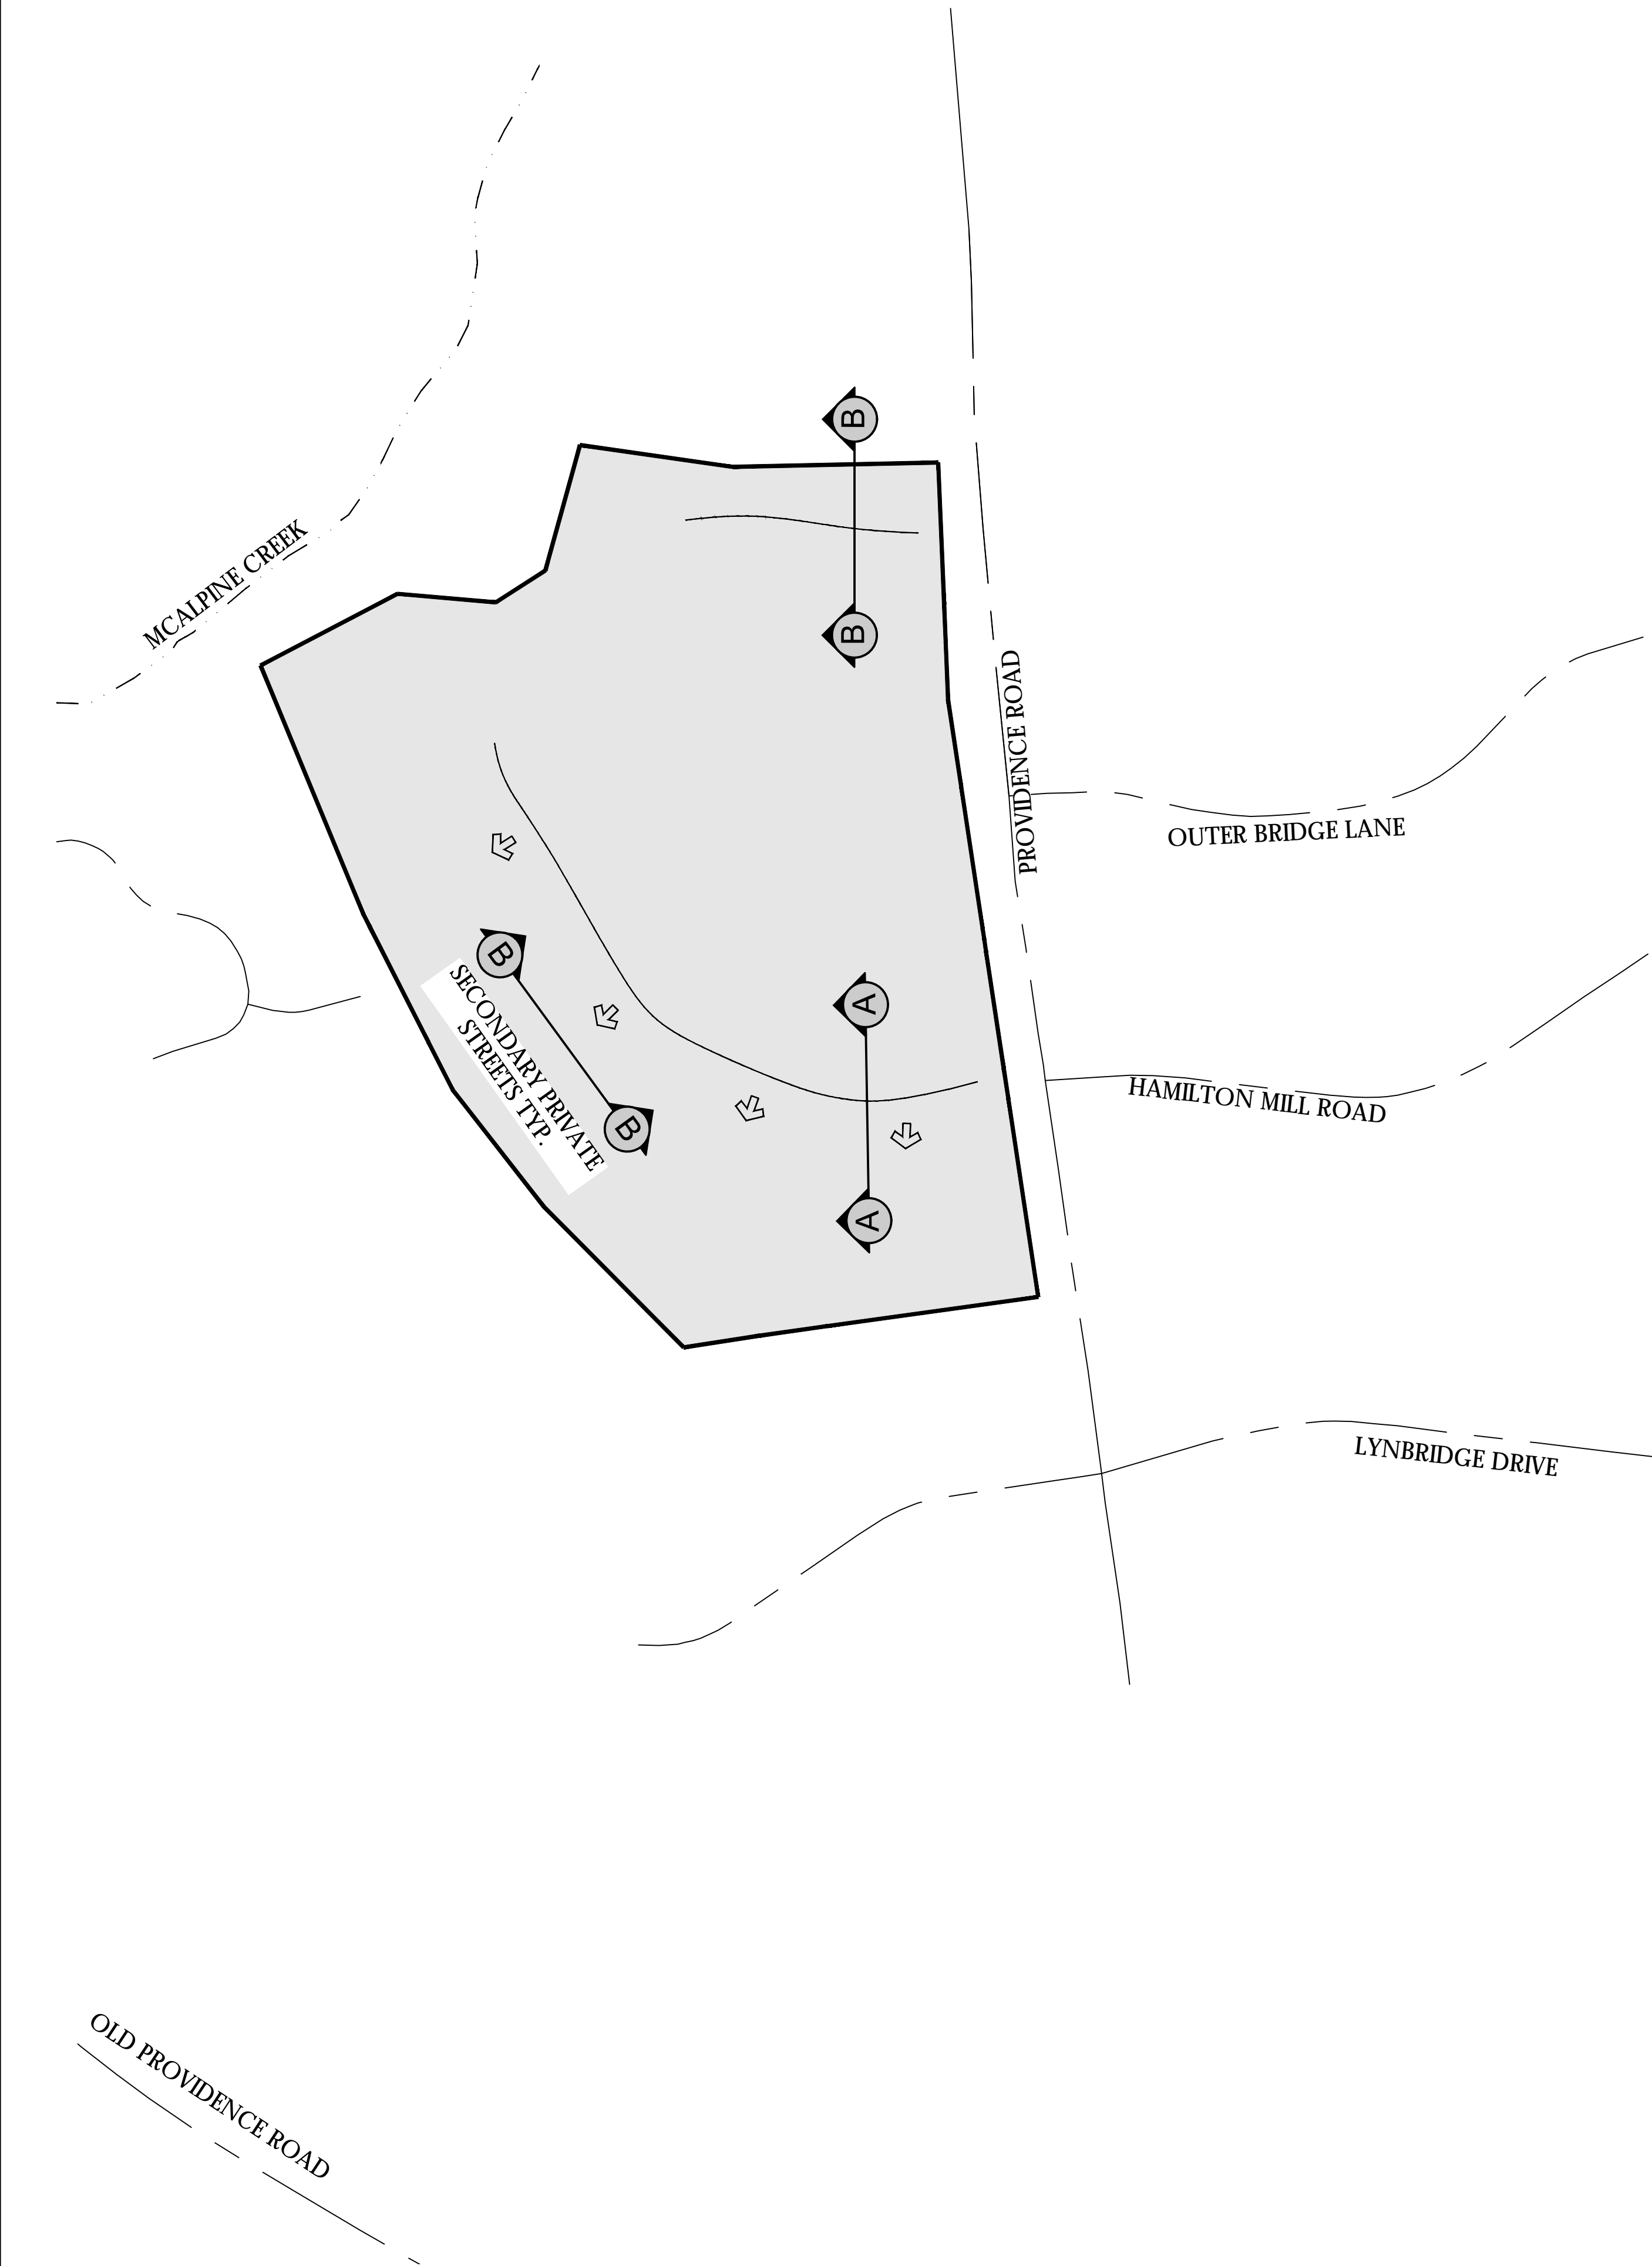 B
MCALPINE CREEK
B
PROVIDENCE ROAD
OUTER BRIDGE LANE
B
SECONDARY PRIVATE
STREETS TYP.
A
HAMILTON MILL ROAD
B
A
LYNBRIDGE DRIVE
OLD PROVIDENCE ROAD